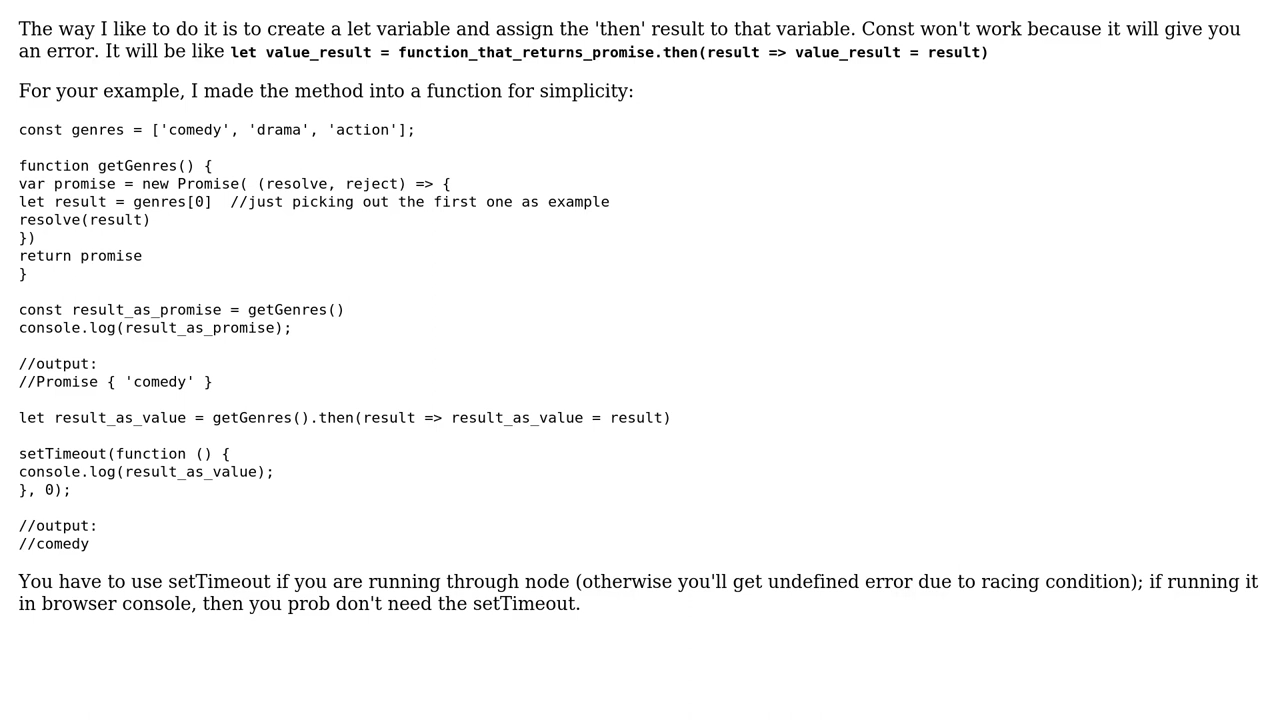 The way I like to do it is to create a let variable and assign the 'then' result to that variable. Const won't work because it will give you
an error. It will be like let value_result = function_that_returns_promise.then(result => value_result = result)
For your example, I made the method into a function for simplicity:
const genres = ['comedy', 'drama', 'action'];
function getGenres() {
var promise = new Promise( (resolve, reject) => {
let result = genres[0]  //just picking out the first one as example
resolve(result)
})
return promise
}
const result_as_promise = getGenres()
console.log(result_as_promise);
//output:
//Promise { 'comedy' }
let result_as_value = getGenres().then(result => result_as_value = result)
setTimeout(function () {
console.log(result_as_value);
}, 0);
//output:
//comedy
You have to use setTimeout if you are running through node (otherwise you'll get undefined error due to racing condition); if running it
in browser console, then you prob don't need the setTimeout.